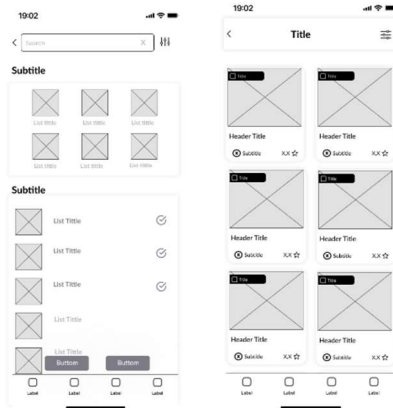 19:02
Search X
Subtitle
List Tittle List Tittle List Tittle
List Tittle List Tittle List Tittle
Subtitle
List Tittle
List Tittle
List Tittle
List Tittle
List Tittle
Buttom Buttom
Label Label Label Label
19:02
Title
Title Title
Header Title Header Title
Subtitle X.X Subtitle X.X
Title Title
Header Title Header Title
Subtitle X.X Subtitle X.X
Title Title
Header Title Header Title
Subtitle X.X Subtitle X.X
Label Label Label Label